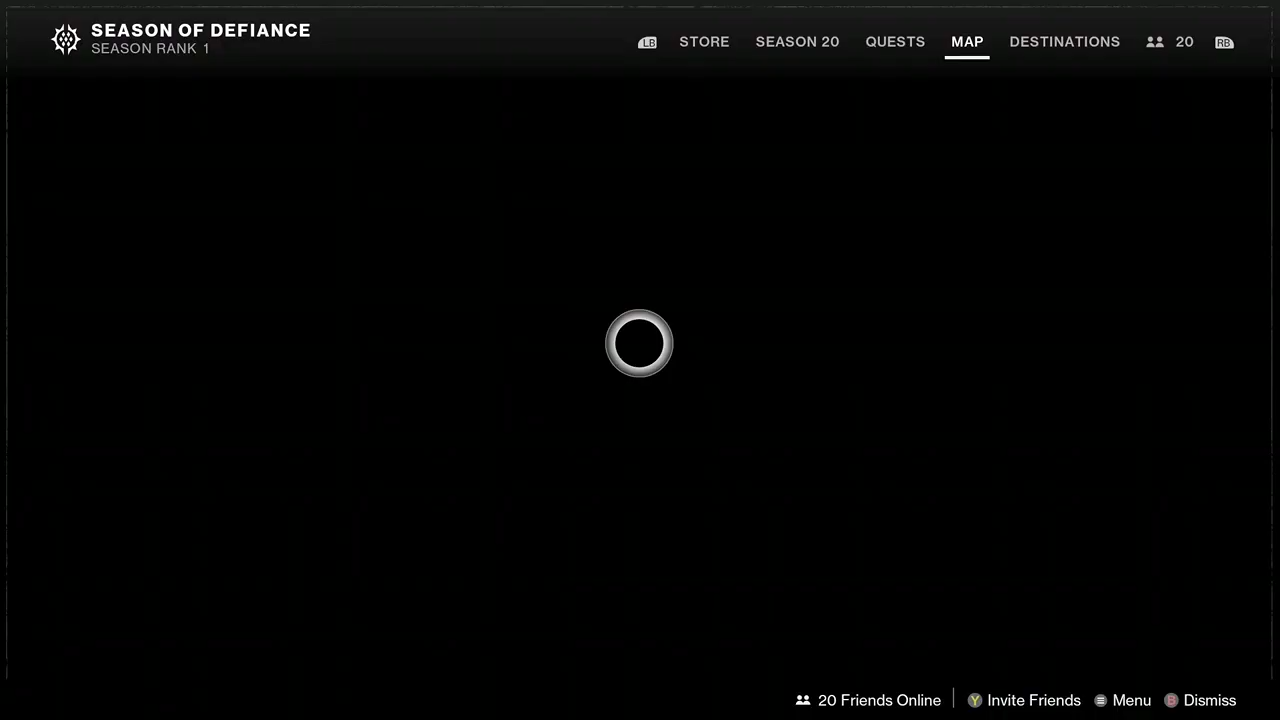 SEASON OF DEFIANCE
SEASON RANK 1
LB STORE SEASON 20 QUESTS MAP DESTINATIONS 20 RB
20 Friends Online Y Invite Friends Menu B Dismiss